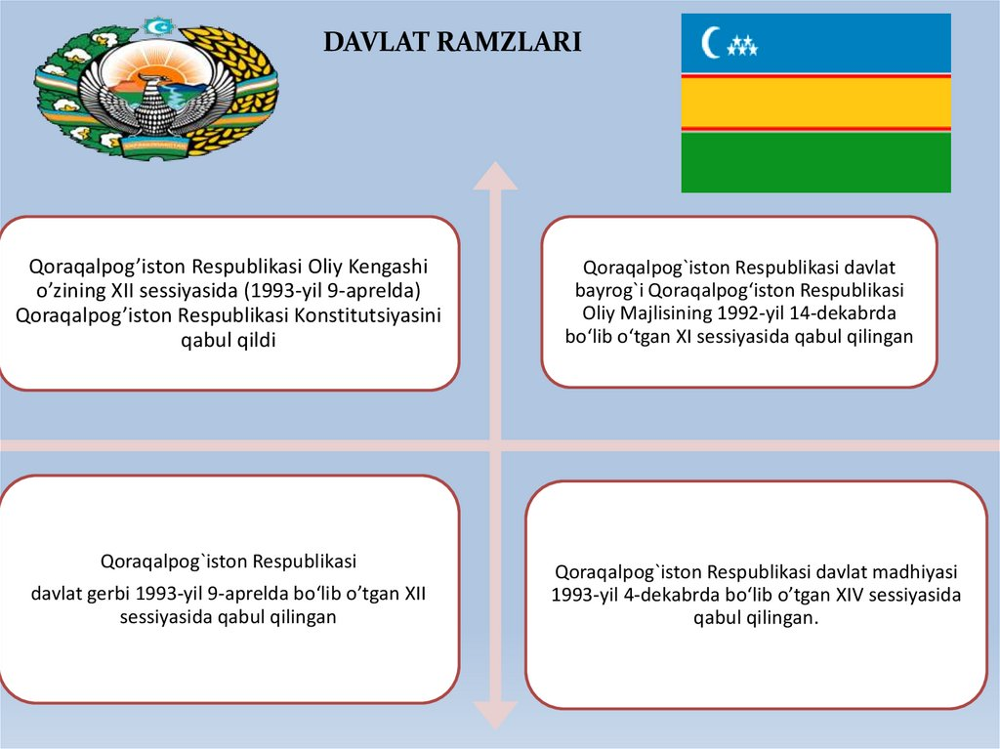 DAVLAT RAMZLARI
Qoraqalpog’iston Respublikasi Oliy Kengashi
o’zining XII sessiyasida (1993-yil 9-aprelda)
Qoraqalpog’iston Respublikasi Konstitutsiyasini
qabul qildi
Qoraqalpog`iston Respublikasi davlat
bayrog`i Qoraqalpog‘iston Respublikasi
Oliy Majlisining 1992-yil 14-dekabrda
bo‘lib o‘tgan XI sessiyasida qabul qilingan
Qoraqalpog`iston Respublikasi
davlat gerbi 1993-yil 9-aprelda bo‘lib o’tgan XII
sessiyasida qabul qilingan
Qoraqalpog`iston Respublikasi davlat madhiyasi
1993-yil 4-dekabrda bo‘lib o’tgan XIV sessiyasida
qabul qilingan.